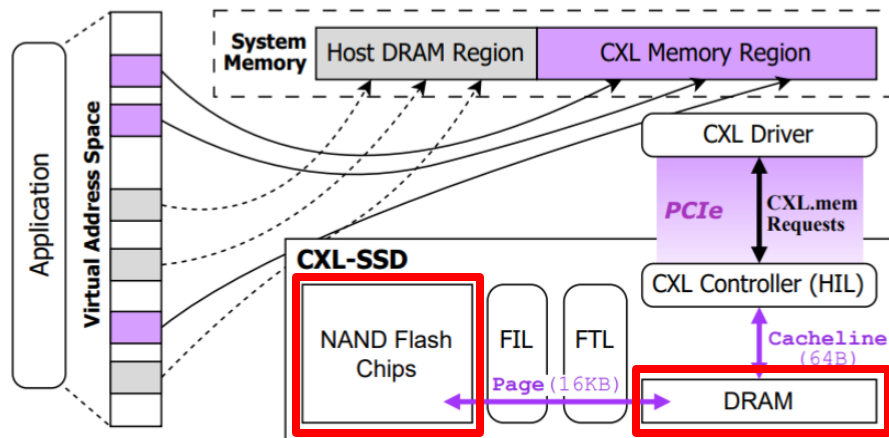 Application
Virtual Address Space
System
Memory
Host DRAM Region
CXL Memory Region
CXL Driver
PCIe
CXL.mem
Requests
CXL-SSD
CXL Controller (HIL)
NAND Flash
Chips
FIL
FTL
Cacheline
(64B)
Page(16KB)
DRAM